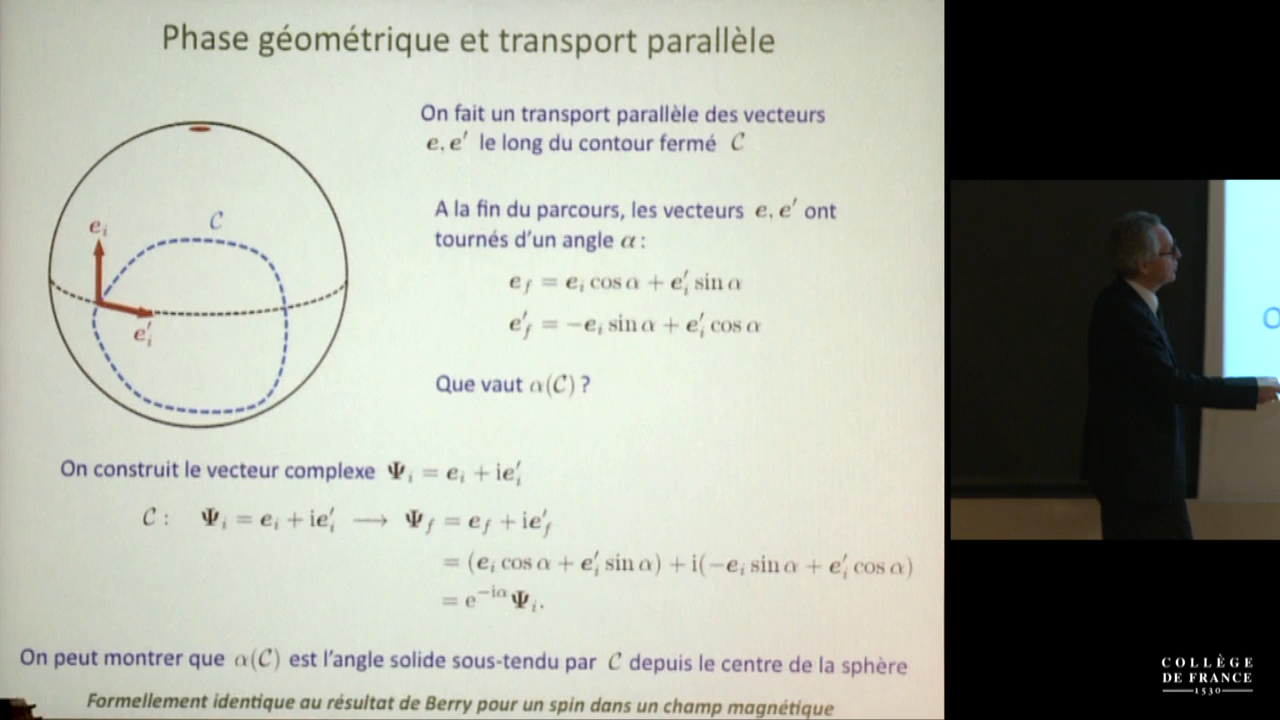 Phase géométrique et transport parallèle
On fait un transport parallèle des vecteurs
e, e′ le long du contour fermé C
A la fin du parcours, les vecteurs e, e′ ont
tournés d'un angle α :
e_f = e_i cos α + e′_i sin α
e′_f = −e_i sin α + e′_i cos α
Que vaut α(C) ?
e_i
C
e′_i
On construit le vecteur complexe Ψ_i = e_i + ie′_i
C : Ψ_i = e_i + ie′_i ⟶ Ψ_f = e_f + ie′_f
= (e_i cos α + e′_i sin α) + i(−e_i sin α + e′_i cos α)
= e^{−iα} Ψ_i.
On peut montrer que α(C) est l'angle solide sous-tendu par C depuis le centre de la sphère
Formellement identique au résultat de Berry pour un spin dans un champ magnétique
COLLÈGE
DE FRANCE
1530